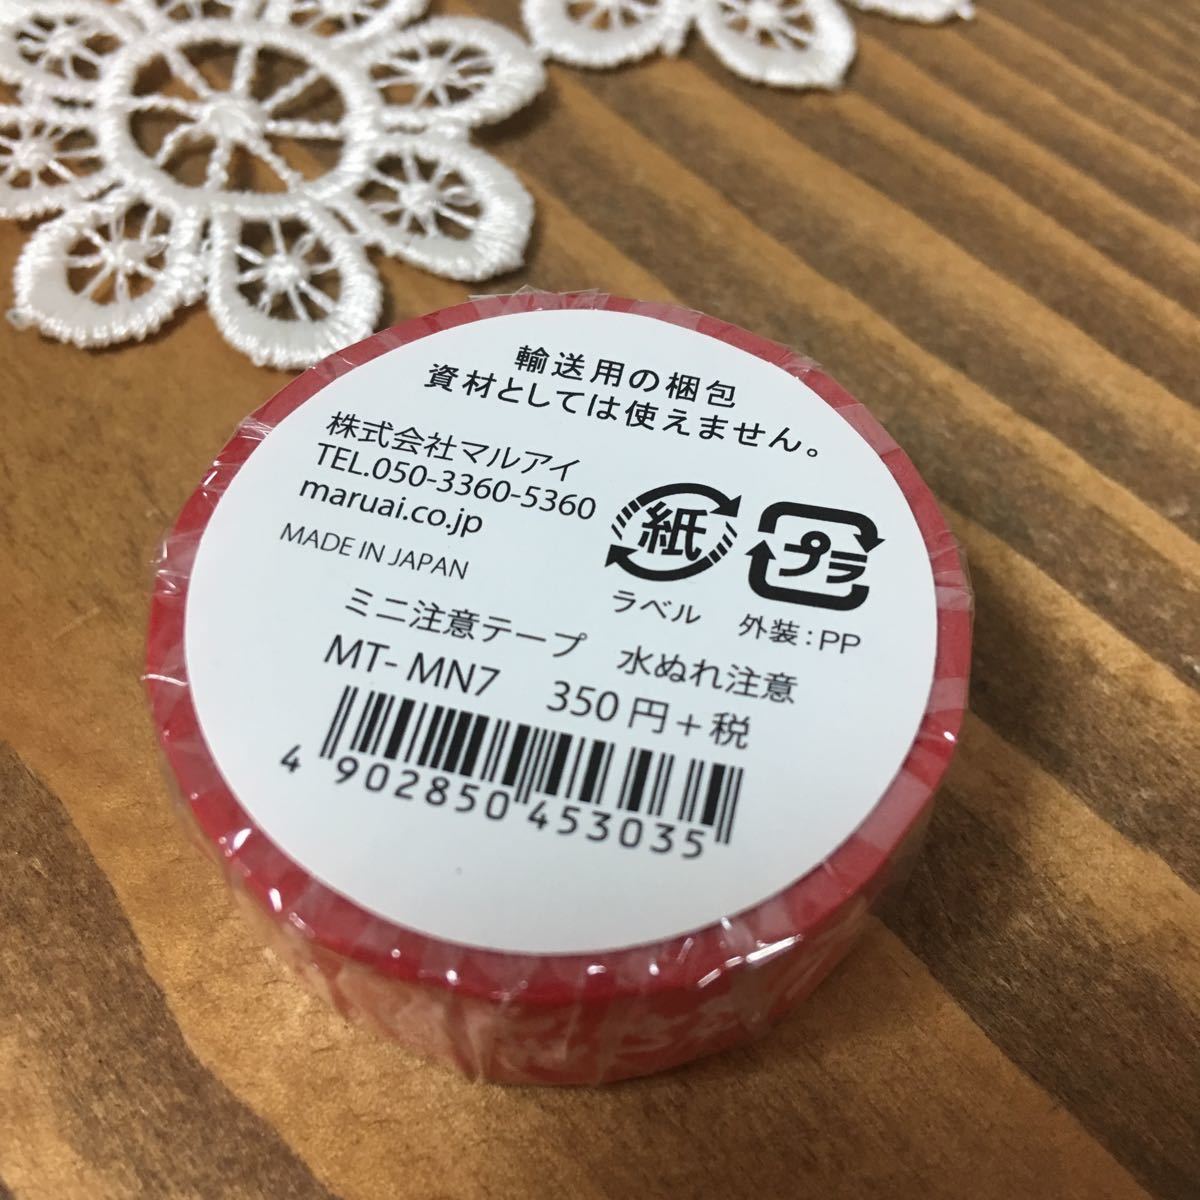 輸送用の梱包
資材としては使えません。
株式会社マルアイ
TEL.050-3360-5360
maruai.co.jp
MADE IN JAPAN
紙
ラベル
プラ
外装:PP
ミニ注意テープ 水ぬれ注意
MT- MN7 350円+税
4 902850 453035